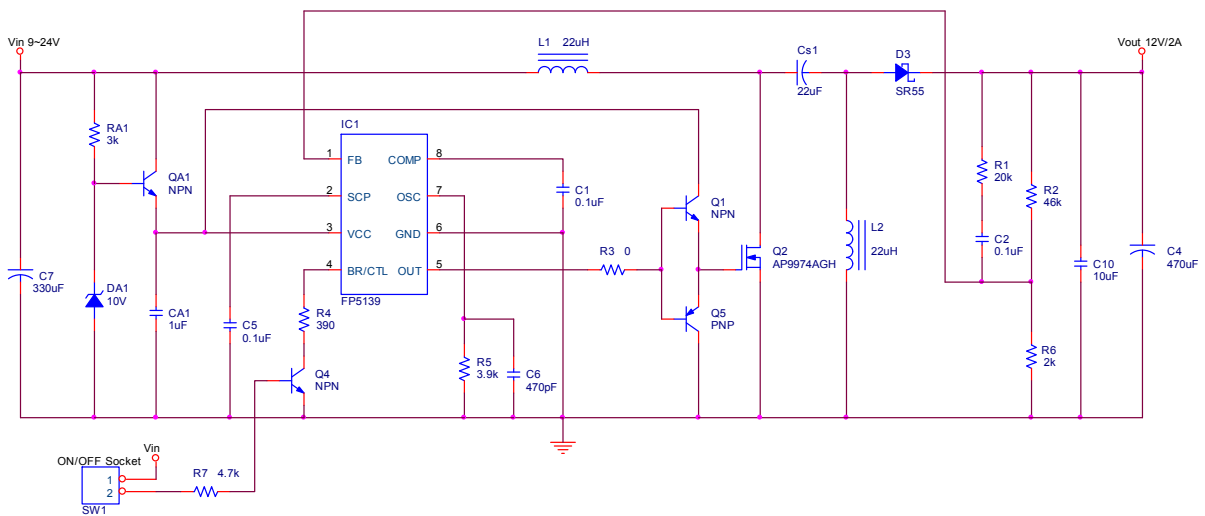 Vin 9~24V
L1 22uH
Cs1
22uF
D3
SR55
Vout 12V/2A
RA1
3k
IC1
1 FB COMP 8
2 SCP OSC 7
3 VCC GND 6
4 BR/CTL OUT 5
FP5139
QA1
NPN
C1
0.1uF
Q1
NPN
R3 0
Q2
AP9974AGH
L2
22uH
R1
20k
R2
46k
C2
0.1uF
C10
10uF
C4
470uF
C7
330uF
DA1
10V
CA1
1uF
C5
0.1uF
R4
390
Q4
NPN
R5
3.9k
C6
470pF
Q5
PNP
R6
2k
Vin
ON/OFF Socket
1
2
SW1
R7 4.7k